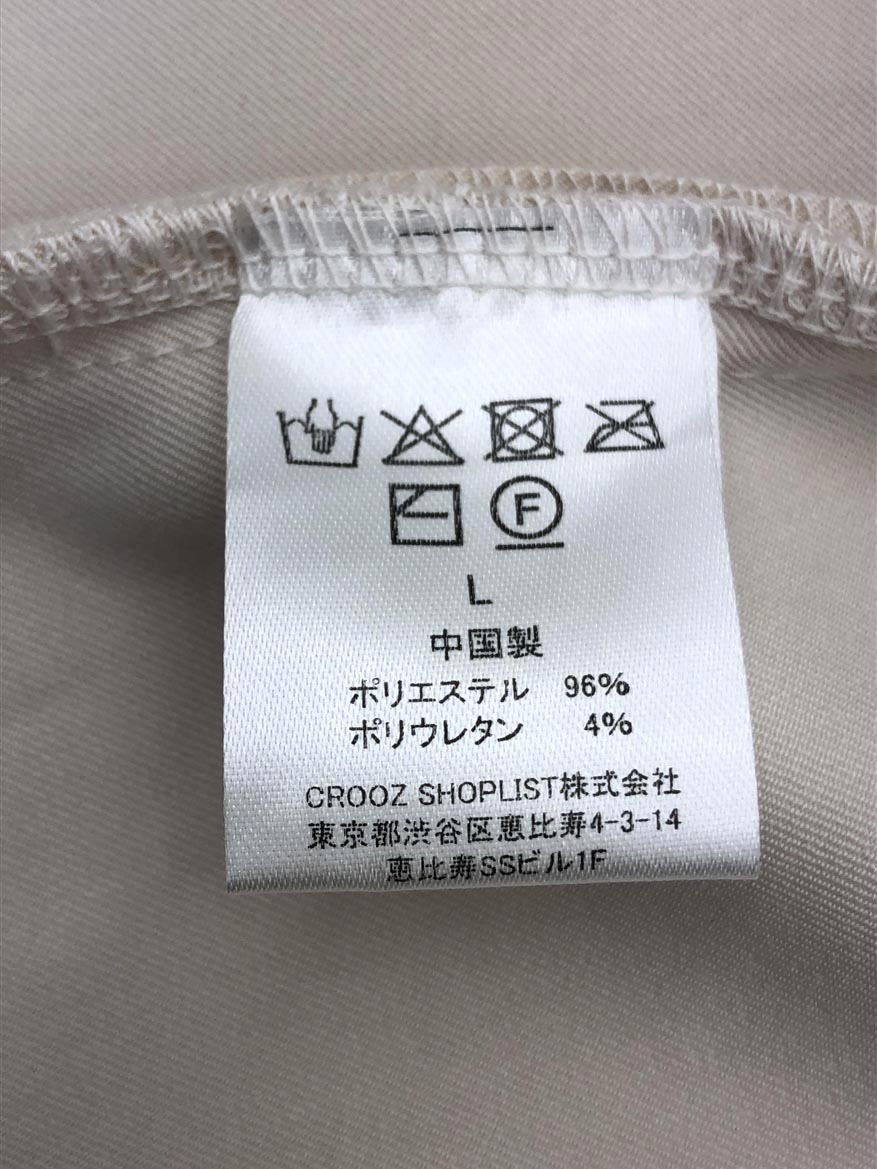 F
L
中国製
ポリエステル 96%
ポリウレタン 4%
CROOZ SHOPLIST株式会社
東京都渋谷区恵比寿4-3-14
恵比寿SSビル1F